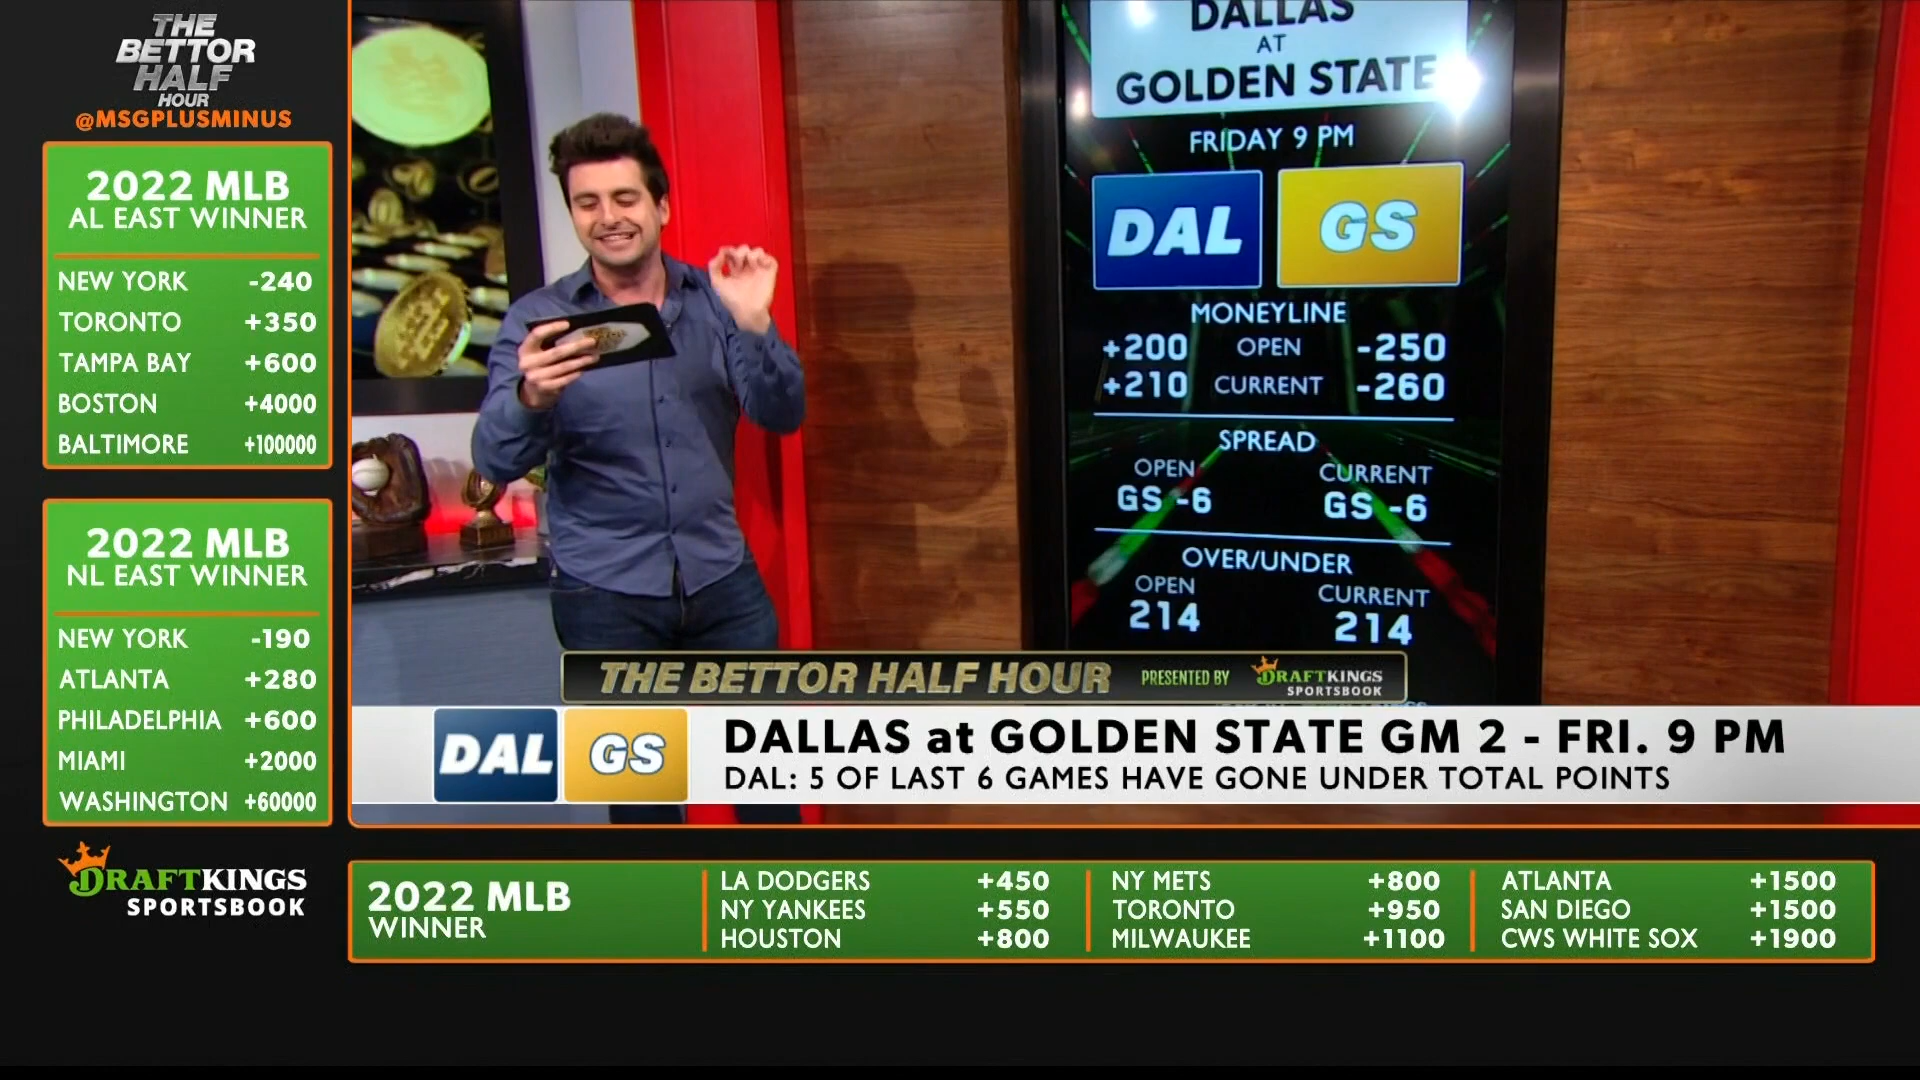 THE
BETTOR
HALF
HOUR
@MSGPLUSMINUS
2022 MLB
AL EAST WINNER
NEW YORK -240
TORONTO +350
TAMPA BAY +600
BOSTON +4000
BALTIMORE +100000
2022 MLB
NL EAST WINNER
NEW YORK -190
ATLANTA +280
PHILADELPHIA +600
MIAMI +2000
WASHINGTON +60000
DRAFTKINGS
SPORTSBOOK
DALLAS
AT
GOLDEN STATE
FRIDAY 9 PM
DAL GS
MONEYLINE
+200 OPEN -250
+210 CURRENT -260
SPREAD
OPEN CURRENT
GS -6 GS -6
OVER/UNDER
OPEN CURRENT
214 214
THE BETTOR HALF HOUR PRESENTED BY DRAFTKINGS
SPORTSBOOK
DAL GS
DALLAS at GOLDEN STATE GM 2 - FRI. 9 PM
DAL: 5 OF LAST 6 GAMES HAVE GONE UNDER TOTAL POINTS
2022 MLB
WINNER
LA DODGERS +450
NY YANKEES +550
HOUSTON +800
NY METS +800
TORONTO +950
MILWAUKEE +1100
ATLANTA +1500
SAN DIEGO +1500
CWS WHITE SOX +1900